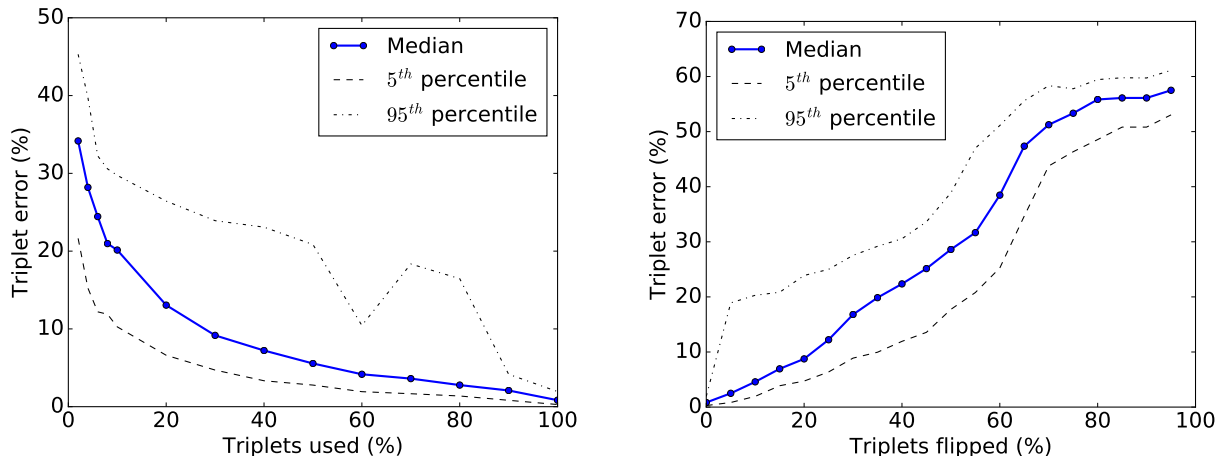 50
40
30
20
10
0
0 20 40 60 80 100
Triplet error (%)
Triplets used (%)
Median
5th percentile
95th percentile
70
60
50
40
30
20
10
0
0 20 40 60 80 100
Triplet error (%)
Triplets flipped (%)
Median
5th percentile
95th percentile